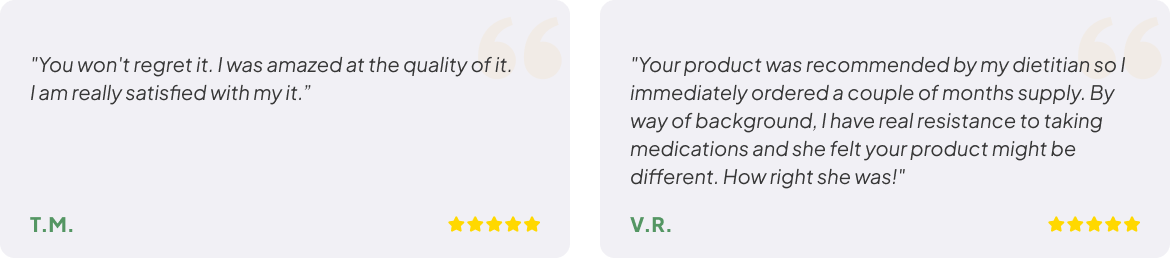 "You won't regret it. I was amazed at the quality of it.
I am really satisfied with my it.”
T.M.
"Your product was recommended by my dietitian so I
immediately ordered a couple of months supply. By
way of background, I have real resistance to taking
medications and she felt your product might be
different. How right she was!"
V.R.